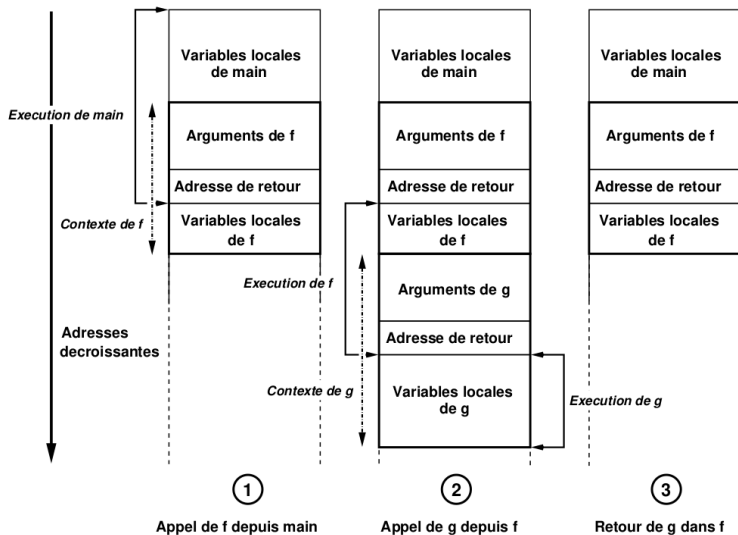 Variables locales
de main
Variables locales
de main
Variables locales
de main
Execution de main
Arguments de f
Arguments de f
Arguments de f
Adresse de retour
Adresse de retour
Adresse de retour
Contexte de f
Variables locales
de f
Variables locales
de f
Variables locales
de f
Execution de f
Arguments de g
Adresses
decroissantes
Adresse de retour
Contexte de g
Variables locales
de g
Execution de g
1
2
3
Appel de f depuis main
Appel de g depuis f
Retour de g dans f